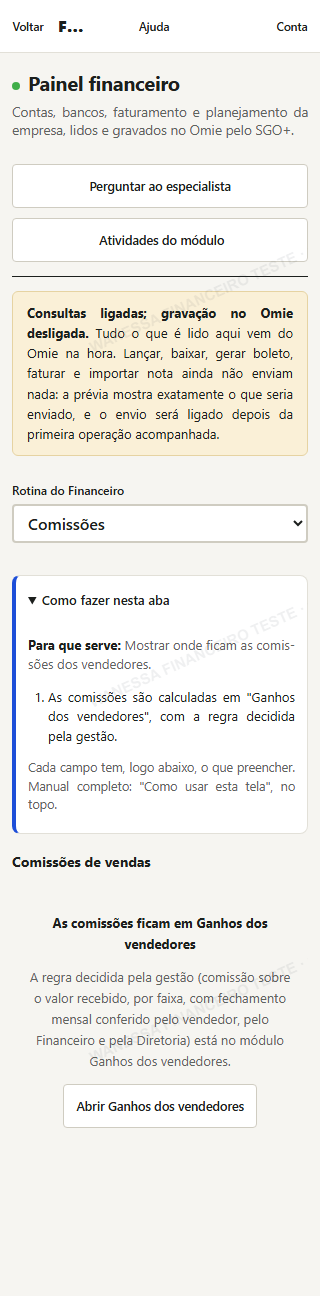 Voltar F... Ajuda Conta
Painel financeiro
Contas, bancos, faturamento e planejamento da
empresa, lidos e gravados no Omie pelo SGO+.
Perguntar ao especialista
Atividades do módulo
Consultas ligadas; gravação no Omie
desligada. Tudo o que é lido aqui vem do
Omie na hora. Lançar, baixar, gerar boleto,
faturar e importar nota ainda não enviam
nada: a prévia mostra exatamente o que seria
enviado, e o envio será ligado depois da
primeira operação acompanhada.
Rotina do Financeiro
Comissões
Como fazer nesta aba
Para que serve: Mostrar onde ficam as comis-
sões dos vendedores.
1. As comissões são calculadas em "Ganhos
dos vendedores", com a regra decidida
pela gestão.
Cada campo tem, logo abaixo, o que preencher.
Manual completo: "Como usar esta tela", no
topo.
Comissões de vendas
As comissões ficam em Ganhos dos
vendedores
A regra decidida pela gestão (comissão sobre
o valor recebido, por faixa, com fechamento
mensal conferido pelo vendedor, pelo
Financeiro e pela Diretoria) está no módulo
Ganhos dos vendedores.
Abrir Ganhos dos vendedores